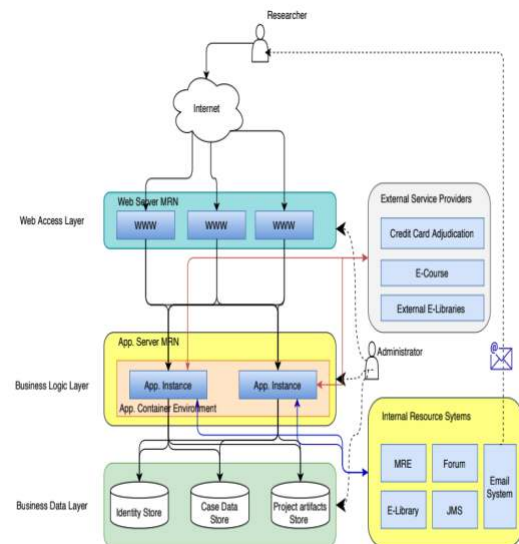 Researcher
Internet
Web Server MRN
Web Access Layer
WWW
WWW
WWW
External Service Providers
Credit Card Adjudication
E-Course
External E-Libraries
App. Server MRN
Administrator
@
Business Logic Layer
App. Instance
App. Instance
App. Container Environment
Internal Resource Sytems
MRE
Forum
Email
System
E-Library
JMS
Business Data Layer
Identity Store
Case Data
Store
Project artifacts
Store